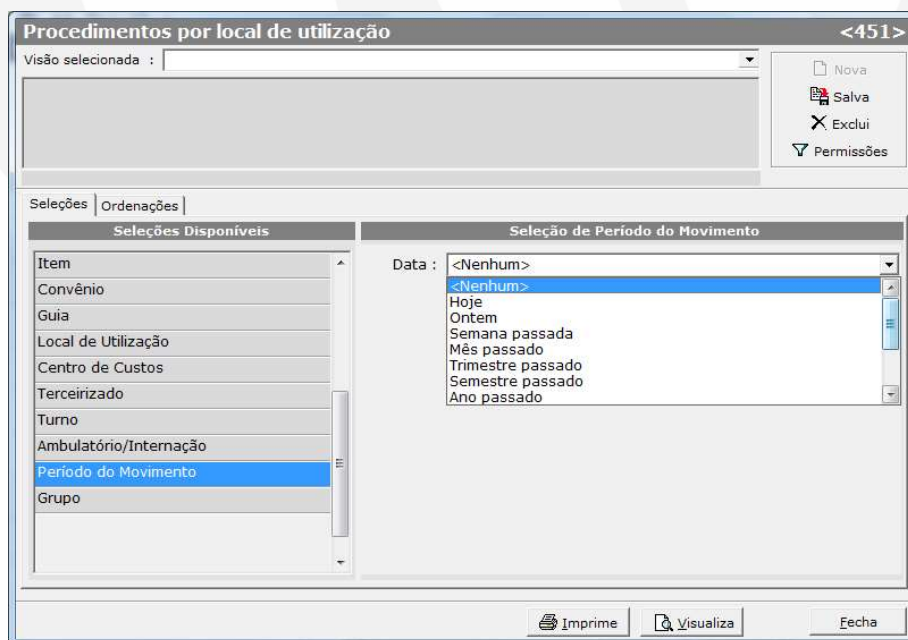 Procedimentos por local de utilização <451>
Visão selecionada :
Nova
Salva
Exclui
Permissões
Seleções Ordenações
Seleções Disponíveis
Item
Convênio
Guia
Local de Utilização
Centro de Custos
Terceirizado
Turno
Ambulatório/Internação
Período do Movimento
Grupo
Seleção de Período do Movimento
Data : <Nenhum>
<Nenhum>
Hoje
Ontem
Semana passada
Mês passado
Trimestre passado
Semestre passado
Ano passado
Imprime Visualiza Fecha